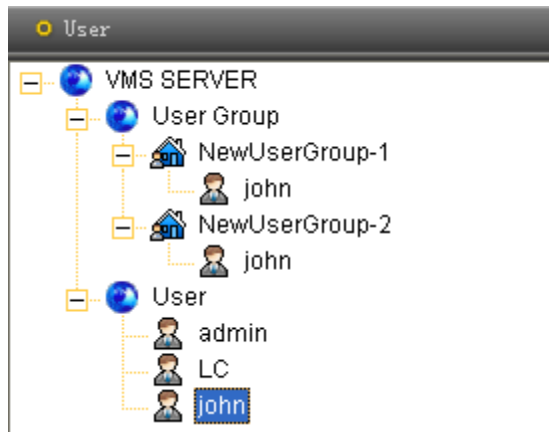 User
VMS SERVER
User Group
NewUserGroup-1
john
NewUserGroup-2
john
User
admin
LC
john